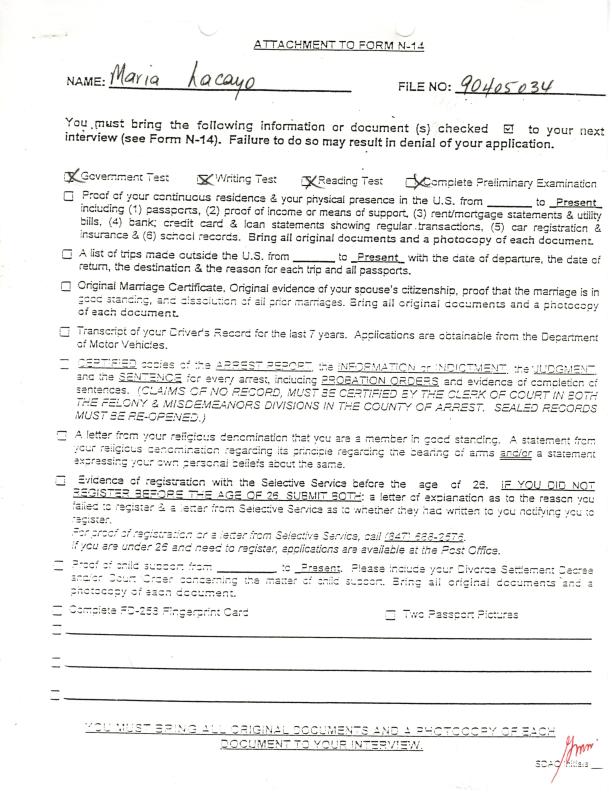 ATTACHMENT TO FORM N-14
NAME: Maria Lacayo FILE NO: 90405034
You must bring the following information or document (s) checked ☑ to your next
interview (see Form N-14). Failure to do so may result in denial of your application.
☒ Government Test ☒ Writing Test ☒ Reading Test ☒ Complete Preliminary Examination
☐ Proof of your continuous residence & your physical presence in the U.S. from ________ to Present
including (1) passports, (2) proof of income or means of support, (3) rent/mortgage statements & utility
bills, (4) bank; credit card & loan statements showing regular transactions, (5) car registration &
insurance & (6) school records. Bring all original documents and a photocopy of each document.
☐ A list of trips made outside the U.S. from ________ to Present with the date of departure, the date of
return, the destination & the reason for each trip and all passports.
☐ Original Marriage Certificate, Original evidence of your spouse's citizenship, proof that the marriage is in
good standing, and dissolution of all prior marriages. Bring all original documents and a photocopy
of each document.
☐ Transcript of your Driver's Record for the last 7 years. Applications are obtainable from the Department
of Motor Vehicles.
☐ CERTIFIED copies of the ARREST REPORT, the INFORMATION or INDICTMENT, the JUDGMENT
and the SENTENCE for every arrest, including PROBATION ORDERS and evidence of completion of
sentences. (CLAIMS OF NO RECORD, MUST BE CERTIFIED BY THE CLERK OF COURT IN BOTH
THE FELONY & MISDEMEANORS DIVISIONS IN THE COUNTY OF ARREST. SEALED RECORDS
MUST BE RE-OPENED.)
☐ A letter from your religious denomination that you are a member in good standing. A statement from
your religious denomination regarding its principle regarding the bearing of arms and/or a statement
expressing your own personal beliefs about the same.
☐ Evidence of registration with the Selective Service before the age of 26. IF YOU DID NOT
REGISTER BEFORE THE AGE OF 26, SUBMIT BOTH: a letter of explanation as to the reason you
failed to register & a letter from Selective Service as to whether they had written to you notifying you to
register.
For proof of registration or a letter from Selective Service, call (847) 688-2576.
If you are under 26 and need to register, applications are available at the Post Office.
☐ Proof of child support from ________ to Present. Please include your Divorce Settlement Decree
and/or Court Order concerning the matter of child support. Bring all original documents and a
photocopy of each document.
☐ Complete FD-258 Fingerprint Card ☐ Two Passport Pictures
YOU MUST BRING ALL ORIGINAL DOCUMENTS AND A PHOTOCOPY OF EACH
DOCUMENT TO YOUR INTERVIEW.
SDAO Initials